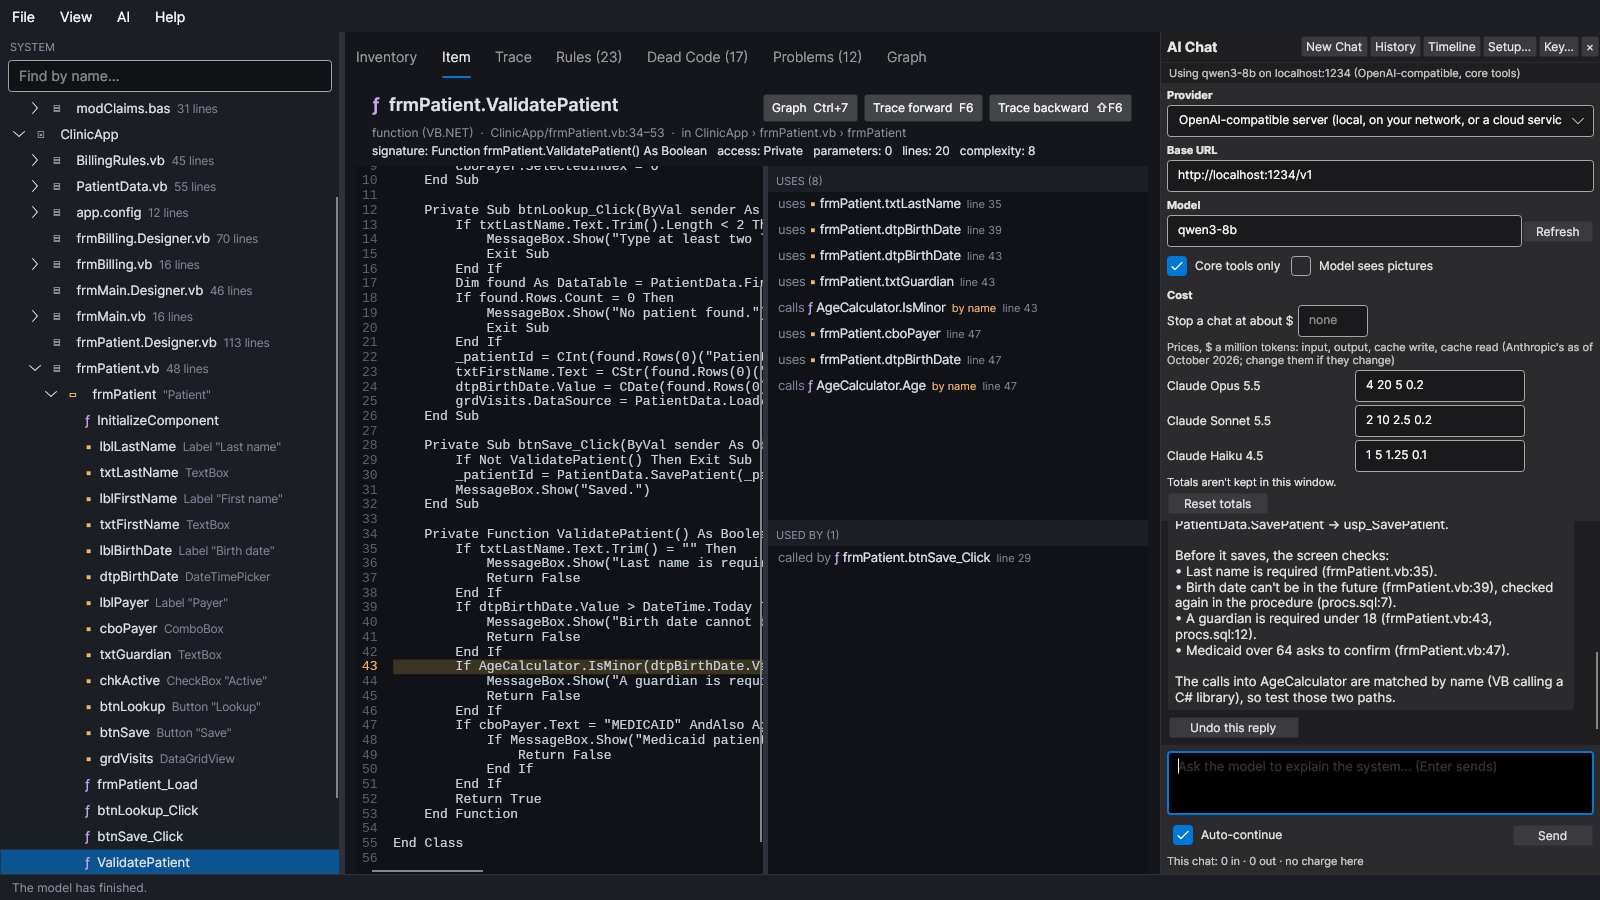 File View AI Help
SYSTEM
Find by name...
modClaims.bas 31 lines
ClinicApp
BillingRules.vb 45 lines
PatientData.vb 55 lines
app.config 12 lines
frmBilling.Designer.vb 70 lines
frmBilling.vb 16 lines
frmMain.Designer.vb 46 lines
frmMain.vb 16 lines
frmPatient.Designer.vb 113 lines
frmPatient.vb 48 lines
frmPatient "Patient"
ƒ InitializeComponent
lblLastName Label "Last name"
txtLastName TextBox
lblFirstName Label "First name"
txtFirstName TextBox
lblBirthDate Label "Birth date"
dtpBirthDate DateTimePicker
lblPayer Label "Payer"
cboPayer ComboBox
txtGuardian TextBox
chkActive CheckBox "Active"
btnLookup Button "Lookup"
btnSave Button "Save"
grdVisits DataGridView
ƒ frmPatient_Load
ƒ btnLookup_Click
ƒ btnSave_Click
ƒ ValidatePatient
The model has finished.
Inventory Item Trace Rules (23) Dead Code (17) Problems (12) Graph
ƒ frmPatient.ValidatePatient
Graph Ctrl+7 Trace forward F6 Trace backward ⇧F6
function (VB.NET) · ClinicApp/frmPatient.vb:34–53 · in ClinicApp › frmPatient.vb › frmPatient
signature: Function frmPatient.ValidatePatient() As Boolean access: Private parameters: 0 lines: 20 complexity: 8
9 cboPayer.SelectedIndex = 0
10 End Sub
11
12 Private Sub btnLookup_Click(ByVal sender As
13 If txtLastName.Text.Trim().Length < 2 Th
14 MessageBox.Show("Type at least two
15 Exit Sub
16 End If
17 Dim found As DataTable = PatientData.Fi
18 If found.Rows.Count = 0 Then
19 MessageBox.Show("No patient found."
20 Exit Sub
21 End If
22 _patientId = CInt(found.Rows(0)("Patien
23 txtFirstName.Text = CStr(found.Rows(0)(
24 dtpBirthDate.Value = CDate(found.Rows(0
25 grdVisits.DataSource = PatientData.Load
26 End Sub
27
28 Private Sub btnSave_Click(ByVal sender As O
29 If Not ValidatePatient() Then Exit Sub
30 _patientId = PatientData.SavePatient(_p
31 MessageBox.Show("Saved.")
32 End Sub
33
34 Private Function ValidatePatient() As Boole
35 If txtLastName.Text.Trim() = "" Then
36 MessageBox.Show("Last name is requi
37 Return False
38 End If
39 If dtpBirthDate.Value > DateTime.Today
40 MessageBox.Show("Birth date cannot
41 Return False
42 End If
43 If AgeCalculator.IsMinor(dtpBirthDate.V
44 MessageBox.Show("A guardian is requi
45 Return False
46 End If
47 If cboPayer.Text = "MEDICAID" AndAlso A
48 If MessageBox.Show("Medicaid patien
49 Return False
50 End If
51 End If
52 Return True
53 End Function
54
55 End Class
56
USES (8)
uses frmPatient.txtLastName line 35
uses frmPatient.dtpBirthDate line 39
uses frmPatient.dtpBirthDate line 43
uses frmPatient.txtGuardian line 43
calls ƒ AgeCalculator.IsMinor by name line 43
uses frmPatient.cboPayer line 47
uses frmPatient.dtpBirthDate line 47
calls ƒ AgeCalculator.Age by name line 47
USED BY (1)
called by ƒ frmPatient.btnSave_Click line 29
AI Chat
New Chat History Timeline Setup... Key... ×
Using qwen3-8b on localhost:1234 (OpenAI-compatible, core tools)
Provider
OpenAI-compatible server (local, on your network, or a cloud servic
Base URL
http://localhost:1234/v1
Model
qwen3-8b
Refresh
Core tools only Model sees pictures
Cost
Stop a chat at about $ none
Prices, $ a million tokens: input, output, cache write, cache read (Anthropic's as of
October 2026; change them if they change)
Claude Opus 5.5 4 20 5 0.2
Claude Sonnet 5.5 2 10 2.5 0.2
Claude Haiku 4.5 1 5 1.25 0.1
Totals aren't kept in this window.
Reset totals
PatientData.SavePatient → usp_SavePatient.
Before it saves, the screen checks:
• Last name is required (frmPatient.vb:35).
• Birth date can't be in the future (frmPatient.vb:39), checked
again in the procedure (procs.sql:7).
• A guardian is required under 18 (frmPatient.vb:43,
procs.sql:12).
• Medicaid over 64 asks to confirm (frmPatient.vb:47).
The calls into AgeCalculator are matched by name (VB calling a
C# library), so test those two paths.
Undo this reply
Ask the model to explain the system... (Enter sends)
Auto-continue
Send
This chat: 0 in · 0 out · no charge here